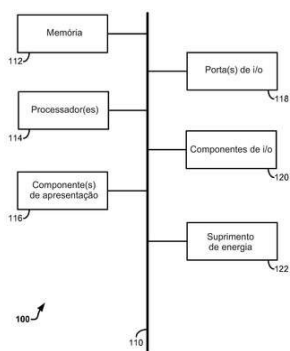 Memória
112
Porta(s) de i/o
118
Processador(es)
114
Componentes de i/o
120
Componente(s)
de apresentação
116
Suprimento
de energia
122
100
110